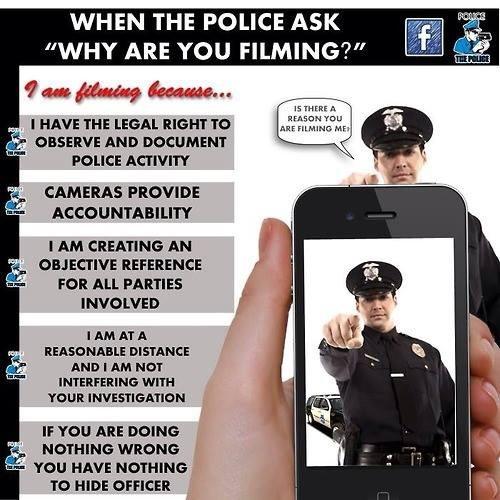 WHEN THE POLICE ASK
“WHY ARE YOU FILMING?”
f
POLICE
THE POLICE
I am filming because...
IS THERE A
REASON YOU
ARE FILMING ME?
I HAVE THE LEGAL RIGHT TO
OBSERVE AND DOCUMENT
POLICE ACTIVITY
CAMERAS PROVIDE
ACCOUNTABILITY
I AM CREATING AN
OBJECTIVE REFERENCE
FOR ALL PARTIES
INVOLVED
I AM AT A
REASONABLE DISTANCE
AND I AM NOT
INTERFERING WITH
YOUR INVESTIGATION
IF YOU ARE DOING
NOTHING WRONG
YOU HAVE NOTHING
TO HIDE OFFICER